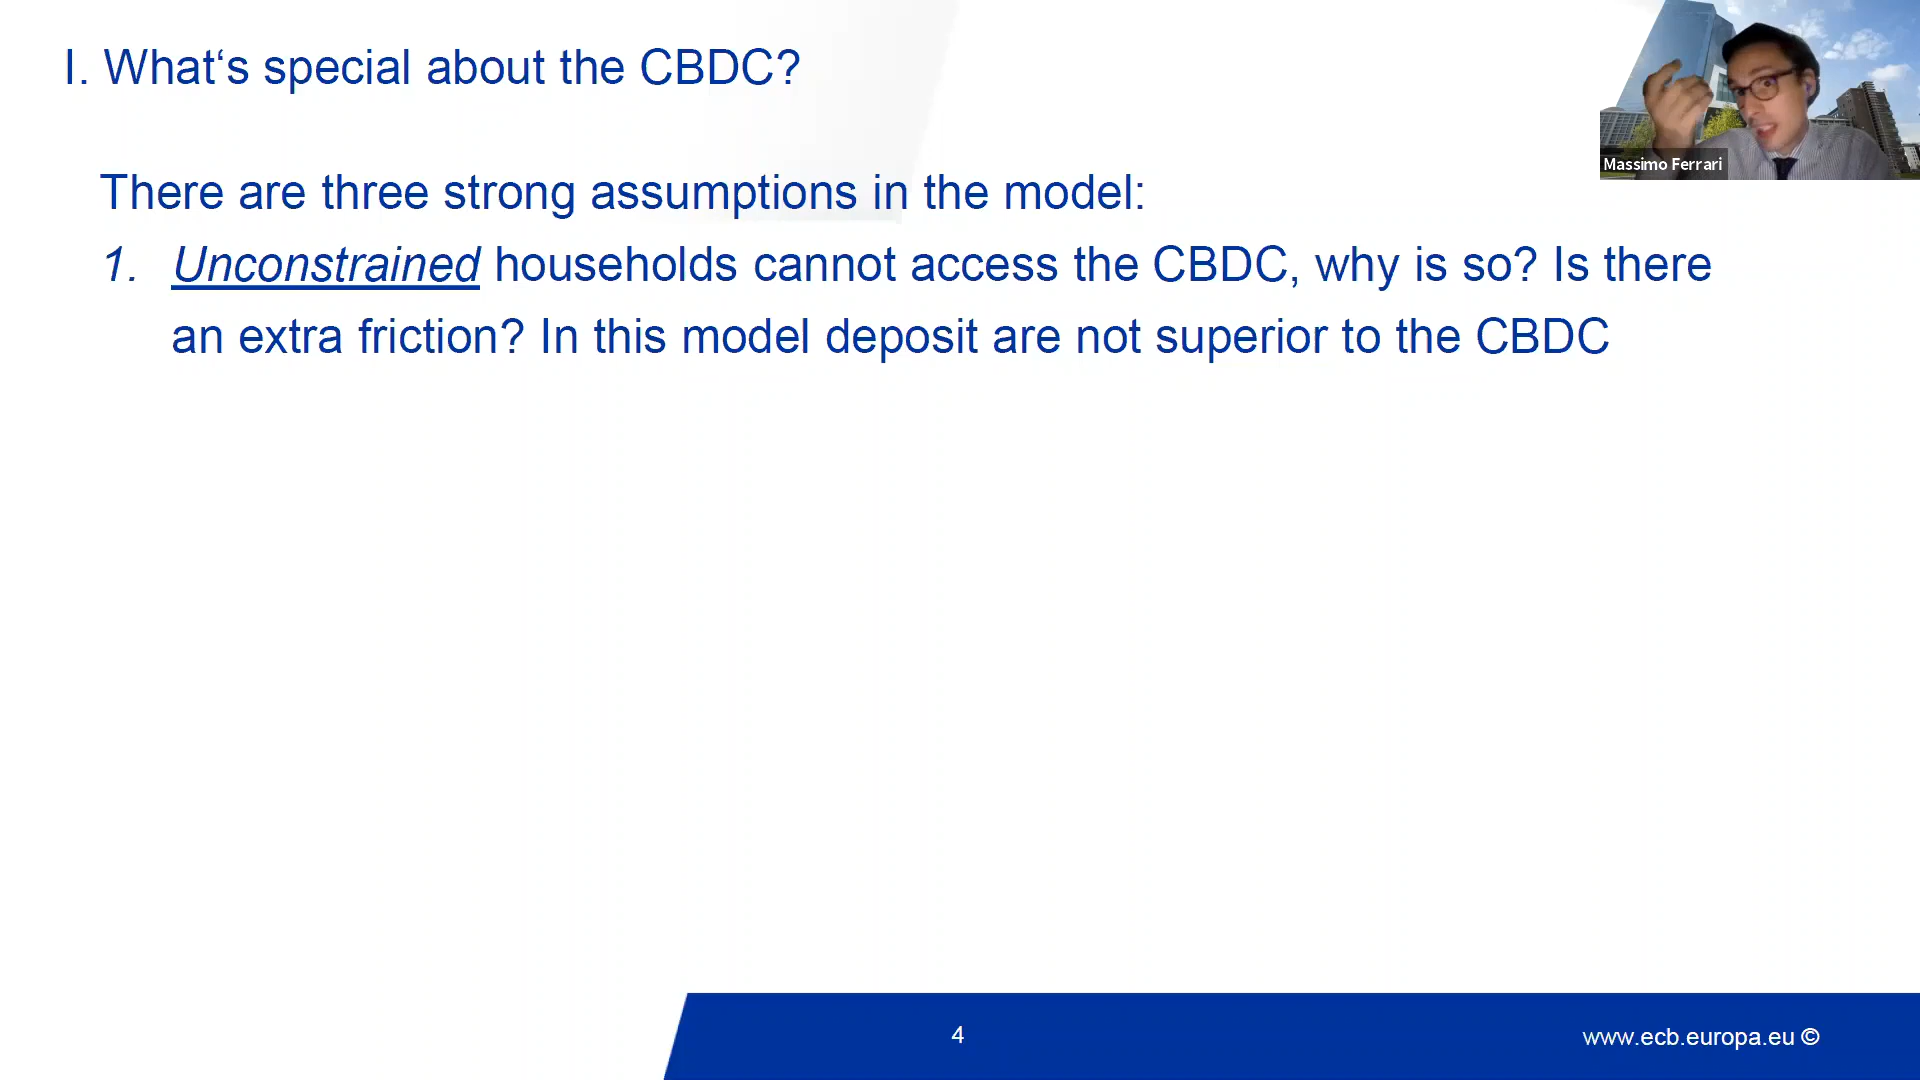 I. What‘s special about the CBDC?
Massimo Ferrari
There are three strong assumptions in the model:
1. Unconstrained households cannot access the CBDC, why is so? Is there
an extra friction? In this model deposit are not superior to the CBDC
4
www.ecb.europa.eu ©